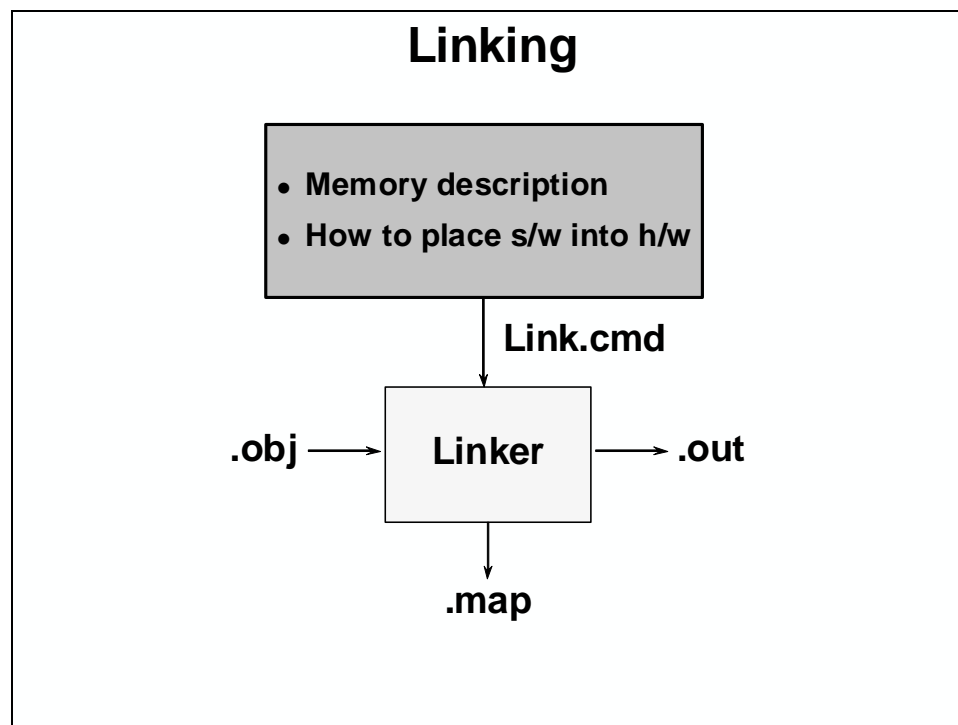 Linking
• Memory description
• How to place s/w into h/w
Link.cmd
.obj
Linker
.out
.map